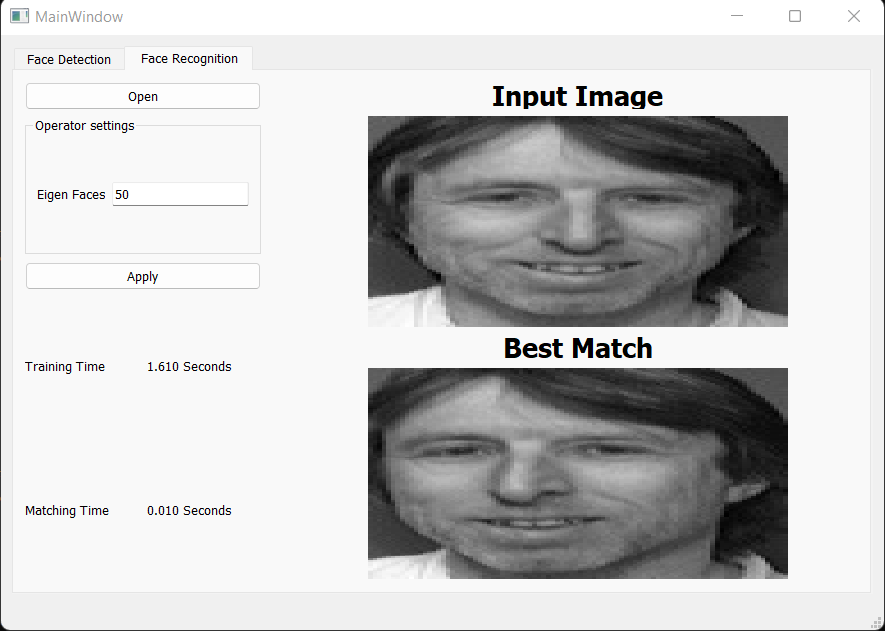 MainWindow
Face Detection
Face Recognition
Open
Operator settings
Eigen Faces 50
Apply
Training Time 1.610 Seconds
Matching Time 0.010 Seconds
Input Image
Best Match